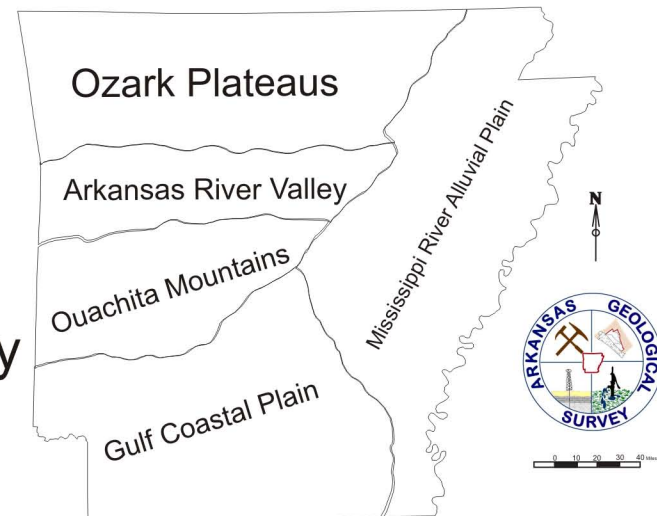 Ozark Plateaus
Arkansas River Valley
Ouachita Mountains
Gulf Coastal Plain
Mississippi River Alluvial Plain
y
N
ARKANSAS GEOLOGICAL
SURVEY
0 10 20 30 40 Miles